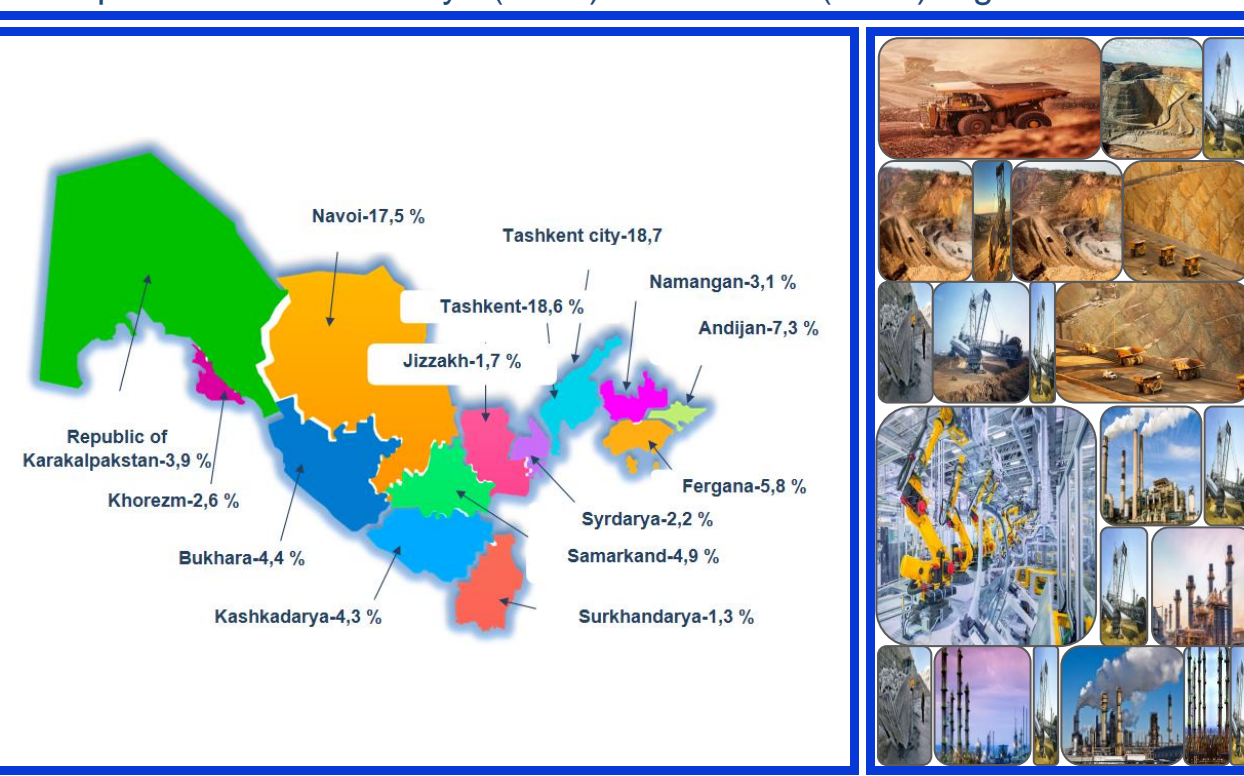 Navoi-17,5 %
Tashkent city-18,7
Namangan-3,1 %
Tashkent-18,6 %
Andijan-7,3 %
Jizzakh-1,7 %
Republic of
Karakalpakstan-3,9 %
Khorezm-2,6 %
Fergana-5,8 %
Syrdarya-2,2 %
Bukhara-4,4 %
Samarkand-4,9 %
Kashkadarya-4,3 %
Surkhandarya-1,3 %